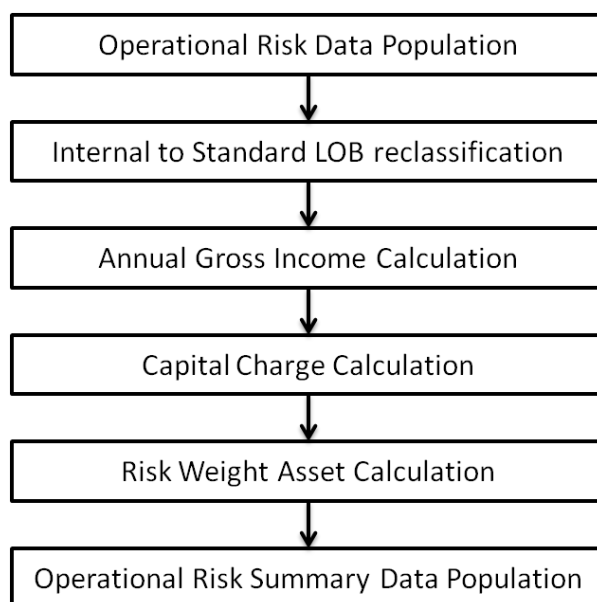 Operational Risk Data Population
Internal to Standard LOB reclassification
Annual Gross Income Calculation
Capital Charge Calculation
Risk Weight Asset Calculation
Operational Risk Summary Data Population